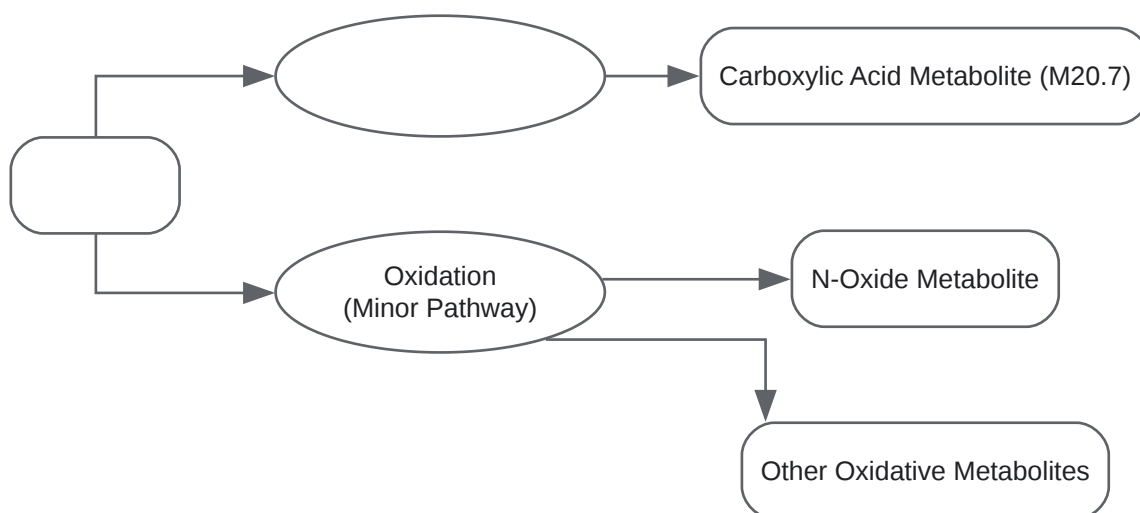 Carboxylic Acid Metabolite (M20.7)
Oxidation
(Minor Pathway)
N-Oxide Metabolite
Other Oxidative Metabolites